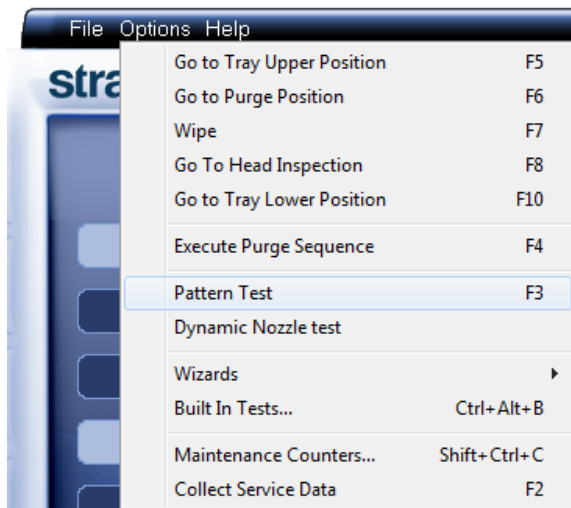 File Options Help
stra
Go to Tray Upper Position F5
Go to Purge Position F6
Wipe F7
Go To Head Inspection F8
Go to Tray Lower Position F10
Execute Purge Sequence F4
Pattern Test F3
Dynamic Nozzle test
Wizards
Built In Tests... Ctrl+Alt+B
Maintenance Counters... Shift+Ctrl+C
Collect Service Data F2